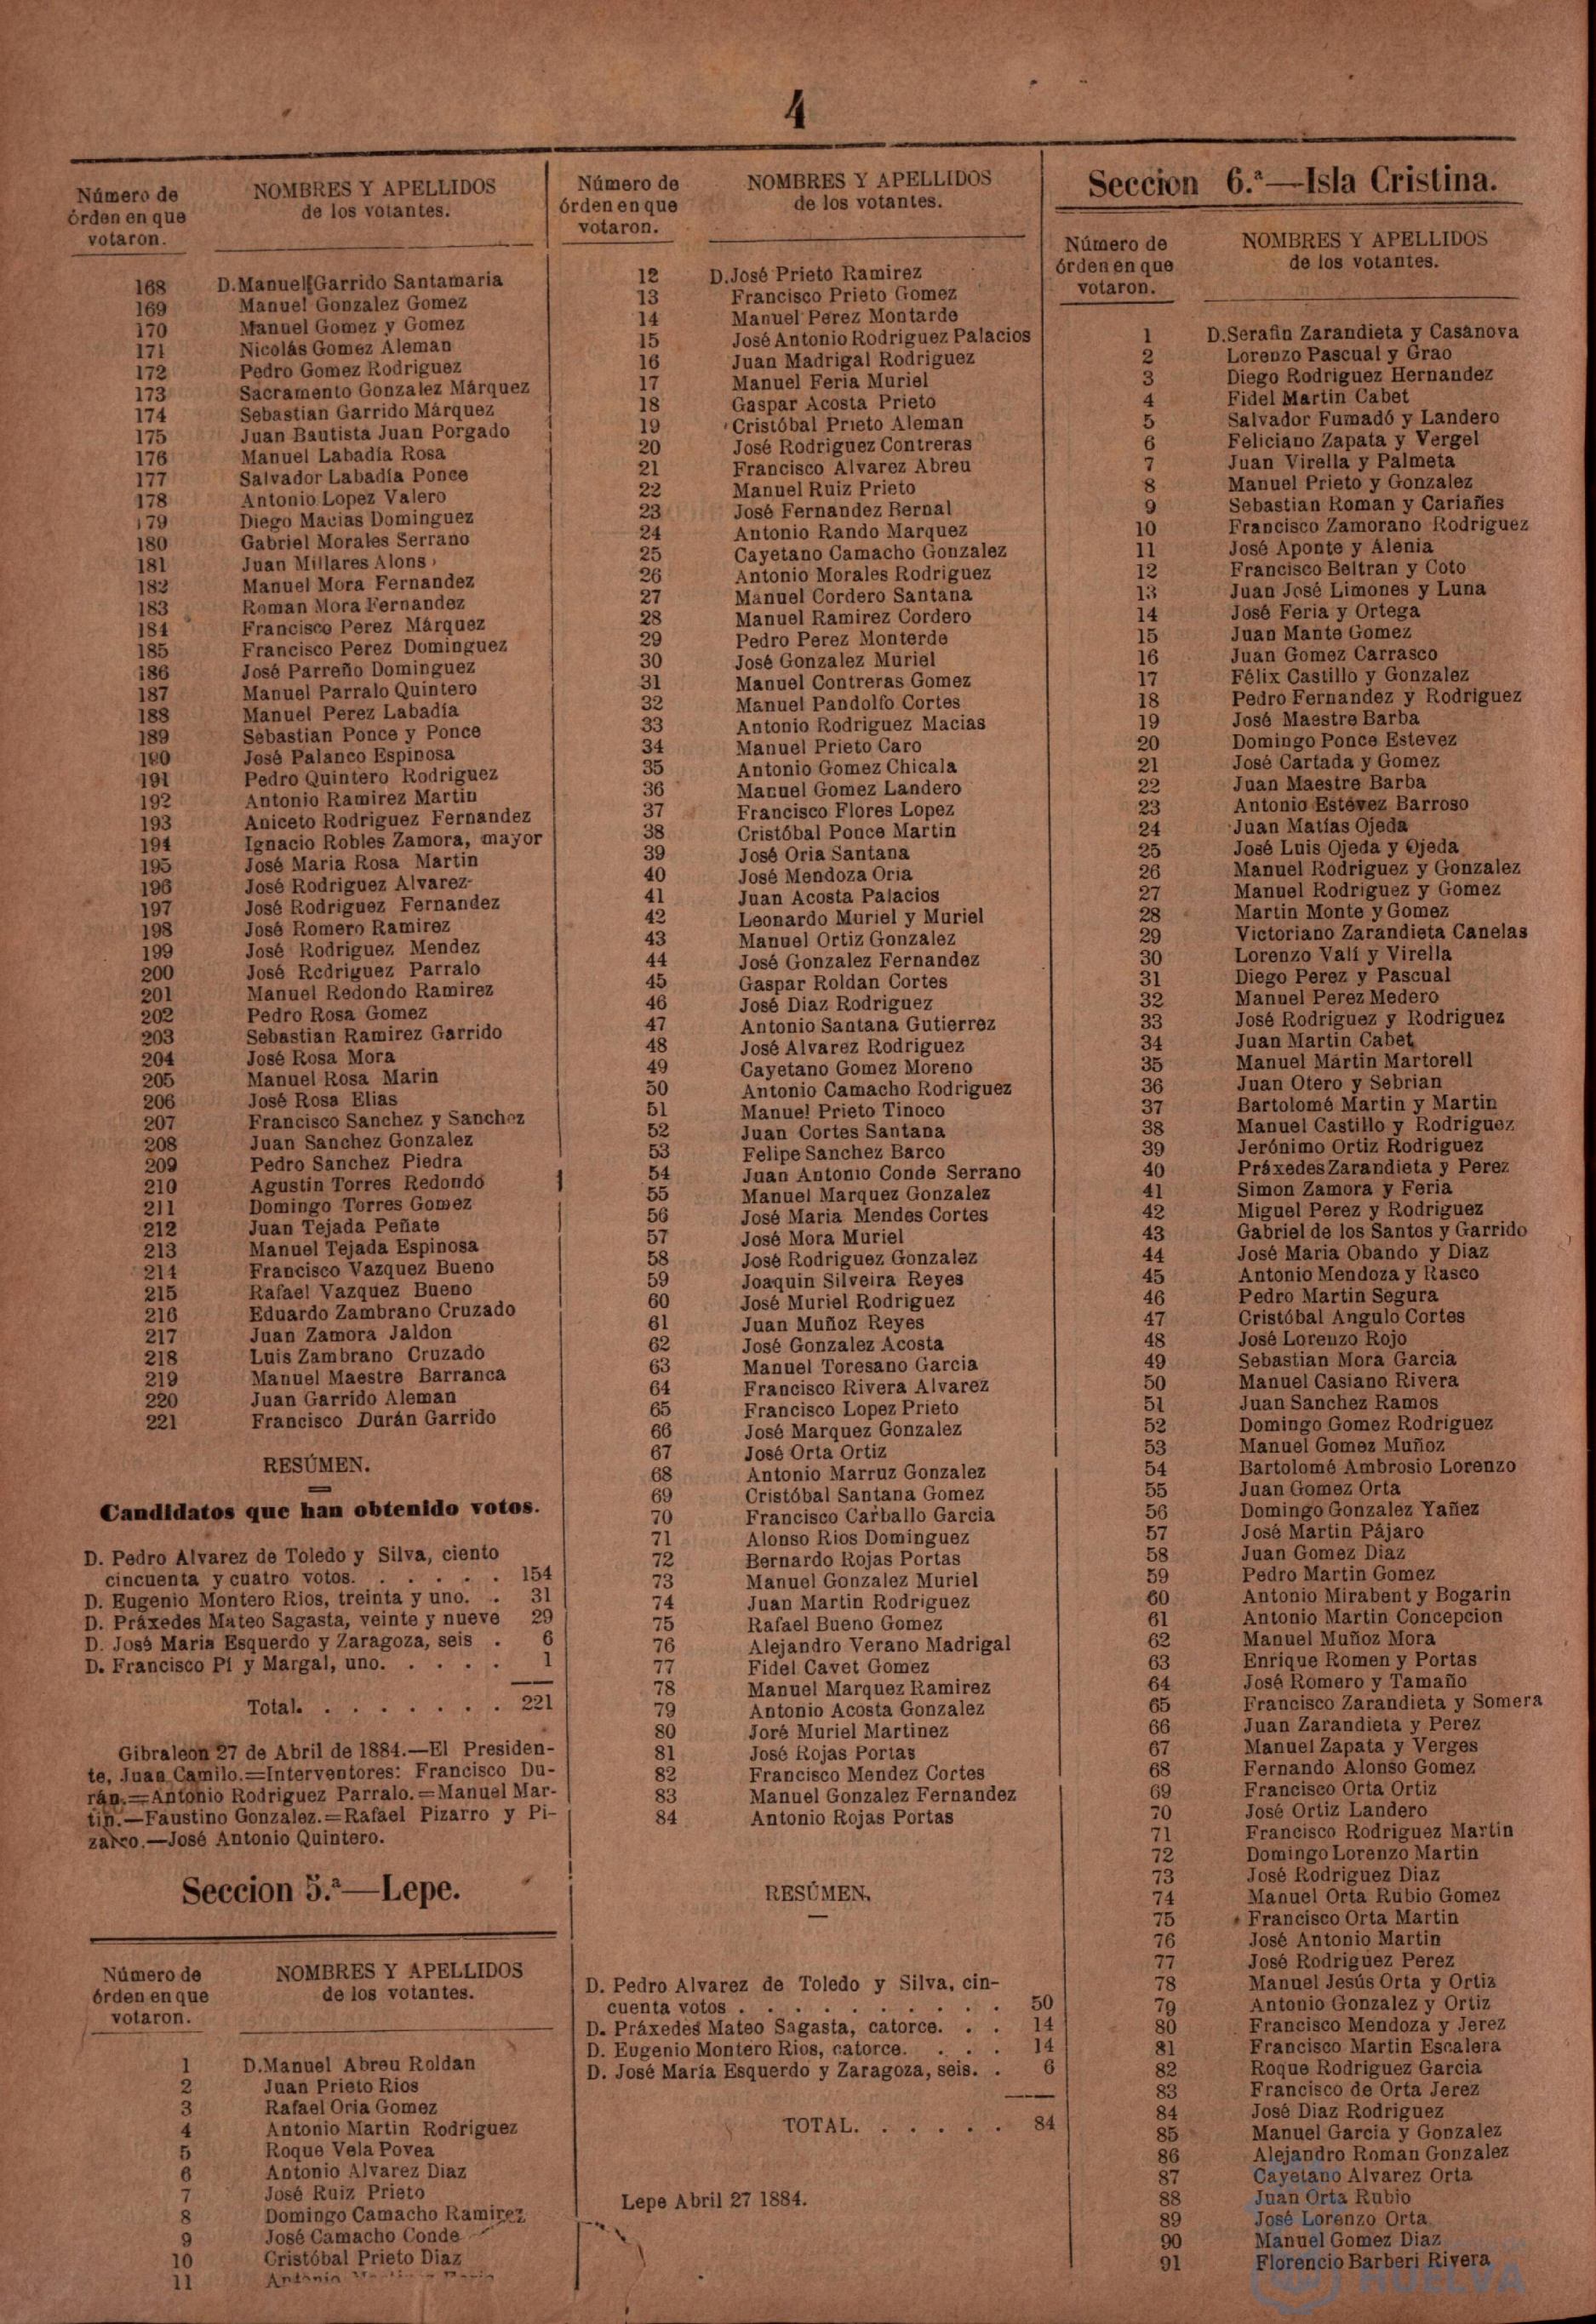 4
Número de
órden en que
votaron.
NOMBRES Y APELLIDOS
de los votantes.
168 D. Manuel Garrido Santamaria
169 Manuel Gonzalez Gomez
170 Manuel Gomez y Gomez
171 Nicolás Gomez Aleman
172 Pedro Gomez Rodriguez
173 Sacramento Gonzalez Márquez
174 Sebastian Garrido Márquez
175 Juan Bautista Juan Porgado
176 Manuel Labadía Rosa
177 Salvador Labadía Ponce
178 Antonio Lopez Valero
179 Diego Macias Dominguez
180 Gabriel Morales Serrano
181 Juan Millares Alons
182 Manuel Mora Fernandez
183 Roman Mora Fernandez
184 Francisco Perez Márquez
185 Francisco Perez Dominguez
186 José Parreño Dominguez
187 Manuel Parralo Quintero
188 Manuel Perez Labadía
189 Sebastian Ponce y Ponce
190 José Palanco Espinosa
191 Pedro Quintero Rodriguez
192 Antonio Ramirez Martin
193 Aniceto Rodriguez Fernandez
194 Ignacio Robles Zamora, mayor
195 José Maria Rosa Martin
196 José Rodriguez Alvarez
197 José Rodriguez Fernandez
198 José Romero Ramirez
199 José Rodriguez Mendez
200 José Redriguez Parralo
201 Manuel Redondo Ramirez
202 Pedro Rosa Gomez
203 Sebastian Ramirez Garrido
204 José Rosa Mora
205 Manuel Rosa Marin
206 José Rosa Elias
207 Francisco Sanchez y Sanchez
208 Juan Sanchez Gonzalez
209 Pedro Sanchez Piedra
210 Agustin Torres Redondo
211 Domingo Torres Gomez
212 Juan Tejada Peñate
213 Manuel Tejada Espinosa
214 Francisco Vazquez Bueno
215 Rafael Vazquez Bueno
216 Eduardo Zambrano Cruzado
217 Juan Zamora Jaldon
218 Luis Zambrano Cruzado
219 Manuel Maestre Barranca
220 Juan Garrido Aleman
221 Francisco Durán Garrido
RESÚMEN.
Candidatos que han obtenido votos.
D. Pedro Alvarez de Toledo y Silva, ciento
cincuenta y cuatro votos. . . . . . 154
D. Eugenio Montero Rios, treinta y uno. . . 31
D. Práxedes Mateo Sagasta, veinte y nueve 29
D. José Maria Esquerdo y Zaragoza, seis . 6
D. Francisco Pí y Margal, uno. . . . . . 1
Total. . . . . . . . 221
Gibraleon 27 de Abril de 1884.—El Presiden-
te, Juan Camilo.=Interventores: Francisco Du-
rán.=Antonio Rodriguez Parralo.=Manuel Mar-
tin.—Faustino Gonzalez.=Rafael Pizarro y Pi-
zarro.—José Antonio Quintero.
Seccion 5.ª—Lepe.
Número de
órden en que
votaron.
NOMBRES Y APELLIDOS
de los votantes.
1 D. Manuel Abreu Roldan
2 Juan Prieto Rios
3 Rafael Oria Gomez
4 Antonio Martin Rodriguez
5 Roque Vela Povea
6 Antonio Alvarez Diaz
7 José Ruiz Prieto
8 Domingo Camacho Ramirez
9 José Camacho Conde
10 Cristóbal Prieto Diaz
11 Antonio
Número de
órden en que
votaron.
NOMBRES Y APELLIDOS
de los votantes.
12 D. José Prieto Ramirez
13 Francisco Prieto Gomez
14 Manuel Perez Montarde
15 José Antonio Rodriguez Palacios
16 Juan Madrigal Rodriguez
17 Manuel Feria Muriel
18 Gaspar Acosta Prieto
19 Cristóbal Prieto Aleman
20 José Rodriguez Contreras
21 Francisco Alvarez Abreu
22 Manuel Ruiz Prieto
23 José Fernandez Bernal
24 Antonio Rando Marquez
25 Cayetano Camacho Gonzalez
26 Antonio Morales Rodriguez
27 Manuel Cordero Santana
28 Manuel Ramirez Cordero
29 Pedro Perez Monterde
30 José Gonzalez Muriel
31 Manuel Contreras Gomez
32 Manuel Pandolfo Cortes
33 Antonio Rodriguez Macias
34 Manuel Prieto Caro
35 Antonio Gomez Chicala
36 Manuel Gomez Landero
37 Francisco Flores Lopez
38 Cristóbal Ponce Martin
39 José Oria Santana
40 José Mendoza Oria
41 Juan Acosta Palacios
42 Leonardo Muriel y Muriel
43 Manuel Ortiz Gonzalez
44 José Gonzalez Fernandez
45 Gaspar Roldan Cortes
46 José Diaz Rodriguez
47 Antonio Santana Gutierrez
48 José Alvarez Rodriguez
49 Cayetano Gomez Moreno
50 Antonio Camacho Rodriguez
51 Manuel Prieto Tinoco
52 Juan Cortes Santana
53 Felipe Sanchez Barco
54 Juan Antonio Conde Serrano
55 Manuel Marquez Gonzalez
56 José Maria Mendes Cortes
57 José Mora Muriel
58 José Rodriguez Gonzalez
59 Joaquin Silveira Reyes
60 José Muriel Rodriguez
61 Juan Muñoz Reyes
62 José Gonzalez Acosta
63 Manuel Toresano Garcia
64 Francisco Rivera Alvarez
65 Francisco Lopez Prieto
66 José Marquez Gonzalez
67 José Orta Ortiz
68 Antonio Marruz Gonzalez
69 Cristóbal Santana Gomez
70 Francisco Carballo Garcia
71 Alonso Rios Dominguez
72 Bernardo Rojas Portas
73 Manuel Gonzalez Muriel
74 Juan Martin Rodriguez
75 Rafael Bueno Gomez
76 Alejandro Verano Madrigal
77 Fidel Cavet Gomez
78 Manuel Marquez Ramirez
79 Antonio Acosta Gonzalez
80 Joré Muriel Martinez
81 José Rojas Portas
82 Francisco Mendez Cortes
83 Manuel Gonzalez Fernandez
84 Antonio Rojas Portas
RESÚMEN.
D. Pedro Alvarez de Toledo y Silva, cin-
cuenta votos . . . . . . . . . . 50
D. Práxedes Mateo Sagasta, catorce. . . 14
D. Eugenio Montero Rios, catorce. . . . . 14
D. José María Esquerdo y Zaragoza, seis. . 6
TOTAL. . . . . . . 84
Lepe Abril 27 1884.
Seccion 6.ª—Isla Cristina.
Número de
órden en que
votaron.
NOMBRES Y APELLIDOS
de los votantes.
1 D. Serafin Zarandieta y Casanova
2 Lorenzo Pascual y Grao
3 Diego Rodriguez Hernandez
4 Fidel Martin Cabet
5 Salvador Fumadó y Landero
6 Feliciano Zapata y Vergel
7 Juan Virella y Palmeta
8 Manuel Prieto y Gonzalez
9 Sebastian Roman y Cariañes
10 Francisco Zamorano Rodriguez
11 José Aponte y Alenia
12 Francisco Beltran y Coto
13 Juan José Limones y Luna
14 José Feria y Ortega
15 Juan Mante Gomez
16 Juan Gomez Carrasco
17 Félix Castillo y Gonzalez
18 Pedro Fernandez y Rodriguez
19 José Maestre Barba
20 Domingo Ponce Estevez
21 José Cartada y Gomez
22 Juan Maestre Barba
23 Antonio Estévez Barroso
24 Juan Matías Ojeda
25 José Luis Ojeda y Ojeda
26 Manuel Rodriguez y Gonzalez
27 Manuel Rodriguez y Gomez
28 Martin Monte y Gomez
29 Victoriano Zarandieta Canelas
30 Lorenzo Valí y Virella
31 Diego Perez y Pascual
32 Manuel Perez Medero
33 José Rodriguez y Rodriguez
34 Juan Martin Cabet
35 Manuel Martin Martorell
36 Juan Otero y Sebrian
37 Bartolomé Martin y Martin
38 Manuel Castillo y Rodriguez
39 Jerónimo Ortiz Rodriguez
40 Práxedes Zarandieta y Perez
41 Simon Zamora y Feria
42 Miguel Perez y Rodriguez
43 Gabriel de los Santos y Garrido
44 José Maria Obando y Diaz
45 Antonio Mendoza y Rasco
46 Pedro Martin Segura
47 Cristóbal Angulo Cortes
48 José Lorenzo Rojo
49 Sebastian Mora Garcia
50 Manuel Casiano Rivera
51 Juan Sanchez Ramos
52 Domingo Gomez Rodriguez
53 Manuel Gomez Muñoz
54 Bartolomé Ambrosio Lorenzo
55 Juan Gomez Orta
56 Domingo Gonzalez Yañez
57 José Martin Pájaro
58 Juan Gomez Diaz
59 Pedro Martin Gomez
60 Antonio Mirabent y Bogarin
61 Antonio Martin Concepcion
62 Manuel Muñoz Mora
63 Enrique Romen y Portas
64 José Romero y Tamaño
65 Francisco Zarandieta y Somera
66 Juan Zarandieta y Perez
67 Manuel Zapata y Verges
68 Fernando Alonso Gomez
69 Francisco Orta Ortiz
70 José Ortiz Landero
71 Francisco Rodriguez Martin
72 Domingo Lorenzo Martin
73 José Rodriguez Diaz
74 Manuel Orta Rubio Gomez
75 Francisco Orta Martin
76 José Antonio Martin
77 José Rodriguez Perez
78 Manuel Jesús Orta y Ortiz
79 Antonio Gonzalez y Ortiz
80 Francisco Mendoza y Jerez
81 Francisco Martin Escalera
82 Roque Rodriguez Garcia
83 Francisco de Orta Jerez
84 José Diaz Rodriguez
85 Manuel Garcia y Gonzalez
86 Alejandro Roman Gonzalez
87 Cayetano Alvarez Orta
88 Juan Orta Rubio
89 José Lorenzo Orta
90 Manuel Gomez Diaz
91 Florencio Barberi Rivera
HUELVA